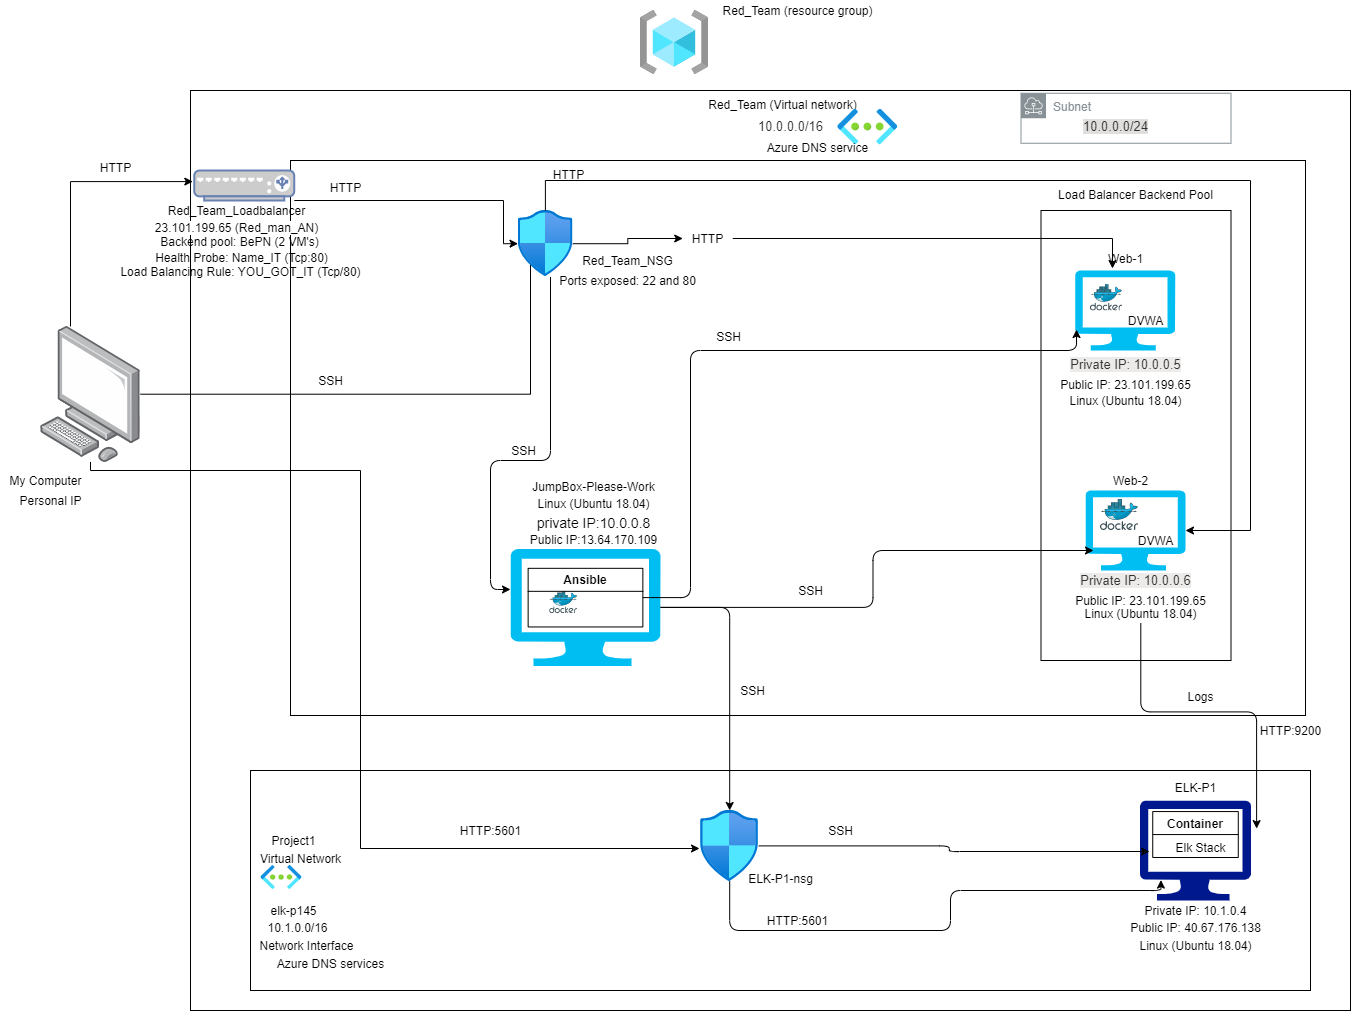 Red_Team (resource group)
Red_Team (Virtual network)
10.0.0.0/16
Azure DNS service
Subnet
10.0.0.0/24
HTTP
HTTP
HTTP
Load Balancer Backend Pool
Red_Team_Loadbalancer
23.101.199.65 (Red_man_AN)
Backend pool: BePN (2 VM's)
Health Probe: Name_IT (Tcp:80)
Load Balancing Rule: YOU_GOT_IT (Tcp/80)
HTTP
Red_Team_NSG
Ports exposed: 22 and 80
Web-1
docker
DVWA
Private IP: 10.0.0.5
Public IP: 23.101.199.65
Linux (Ubuntu 18.04)
SSH
SSH
SSH
My Computer
Personal IP
JumpBox-Please-Work
Linux (Ubuntu 18.04)
private IP:10.0.0.8
Public IP:13.64.170.109
Ansible
docker
Web-2
docker
DVWA
Private IP: 10.0.0.6
Public IP: 23.101.199.65
Linux (Ubuntu 18.04)
SSH
SSH
Logs
HTTP:9200
ELK-P1
Container
Elk Stack
Private IP: 10.1.0.4
Public IP: 40.67.176.138
Linux (Ubuntu 18.04)
HTTP:5601
SSH
ELK-P1-nsg
HTTP:5601
Project1
Virtual Network
elk-p145
10.1.0.0/16
Network Interface
Azure DNS services